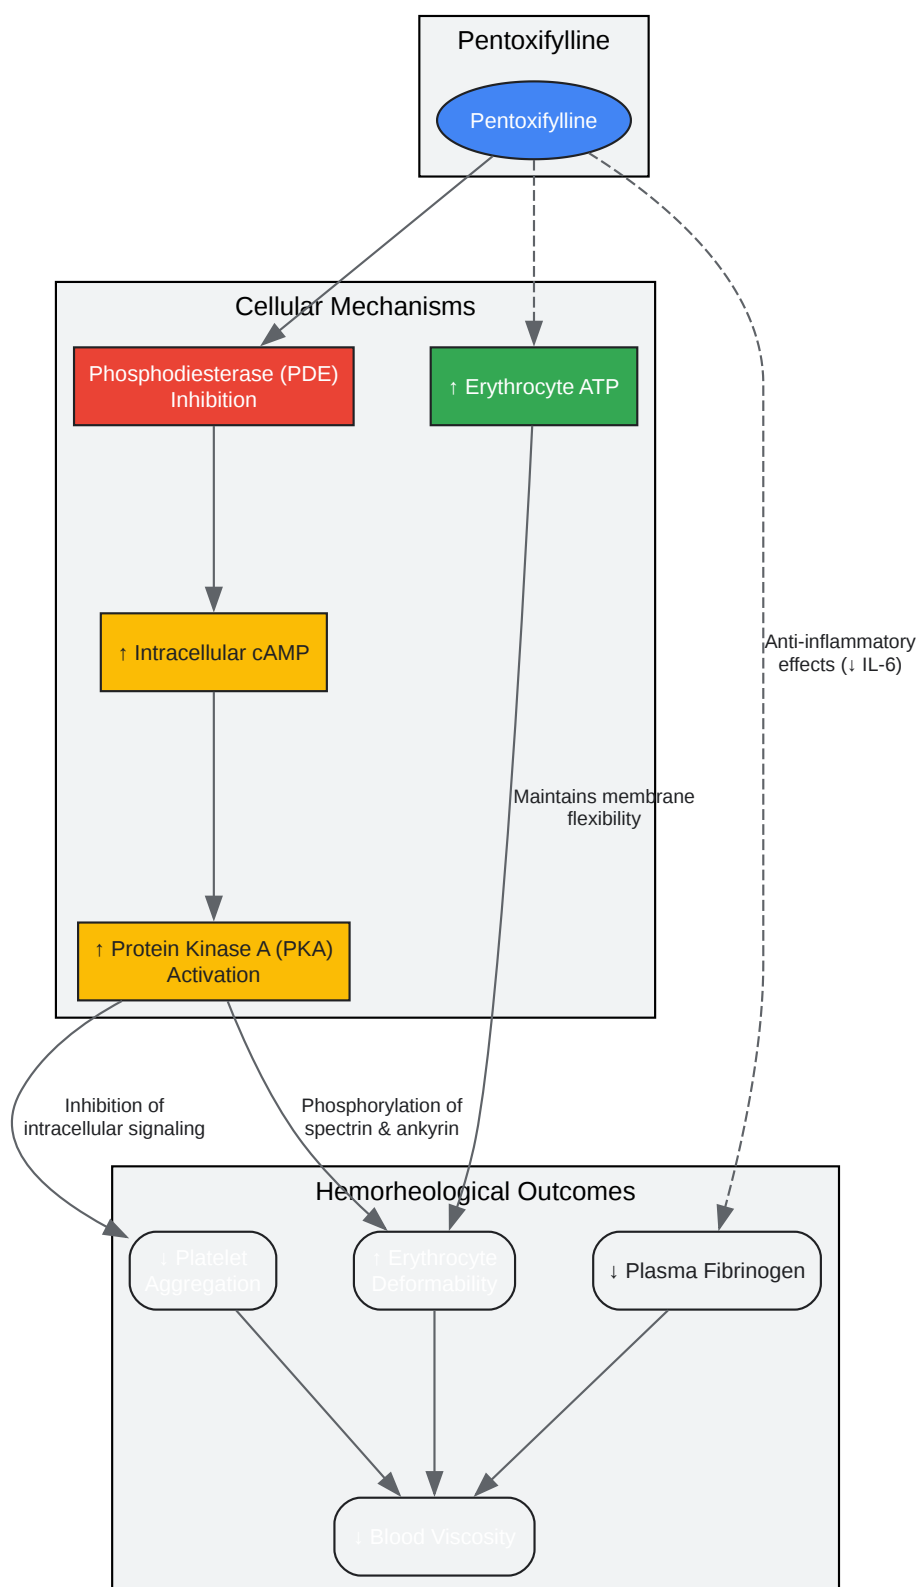 Pentoxifylline
Pentoxifylline
Cellular Mechanisms
Phosphodiesterase (PDE)
Inhibition
↑ Erythrocyte ATP
↑ Intracellular cAMP
Anti-inflammatory
effects (↓ IL-6)
Maintains membrane
flexibility
↑ Protein Kinase A (PKA)
Activation
Inhibition of
intracellular signaling
Phosphorylation of
spectrin & ankyrin
Hemorheological Outcomes
↓ Platelet
Aggregation
↑ Erythrocyte
Deformability
↓ Plasma Fibrinogen
↓ Blood Viscosity